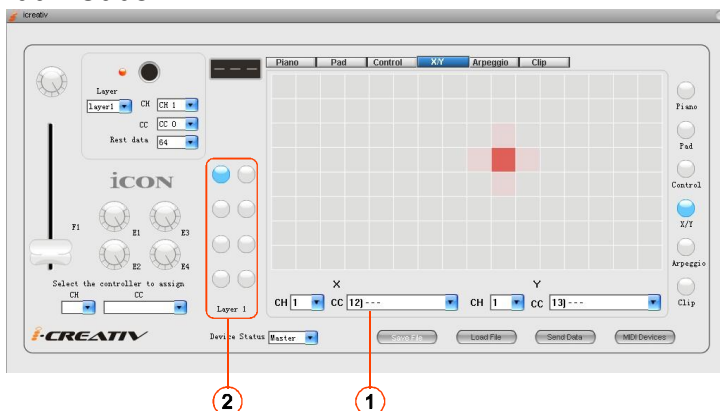 icreativ
Piano Pad Control X/Y Arpeggio Clip
Layer
layer1 CH CH 1
CC CC 0
Rest data 64
Piano
Pad
iCON
Control
F1 E1 E3
X/Y
E2 E4
Arpeggio
Select the controller to assign
CH CC
X Y
CH 1 CC 12) --- CH 1 CC 13) ---
Clip
Layer 1
i·CREATIV
Device Status Master Save File Load File Send Data MIDI Devices
2 1